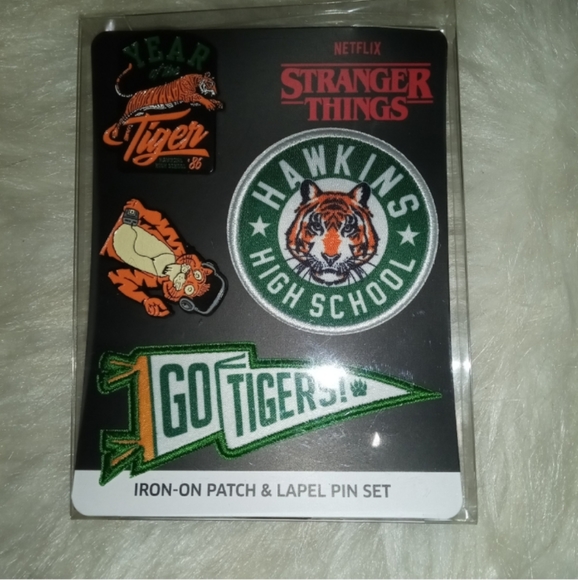 YEAR
of the
Tiger
'86
NETFLIX
STRANGER
THINGS
HAWKINS
HIGH SCHOOL
GO TIGERS!
IRON-ON PATCH & LAPEL PIN SET